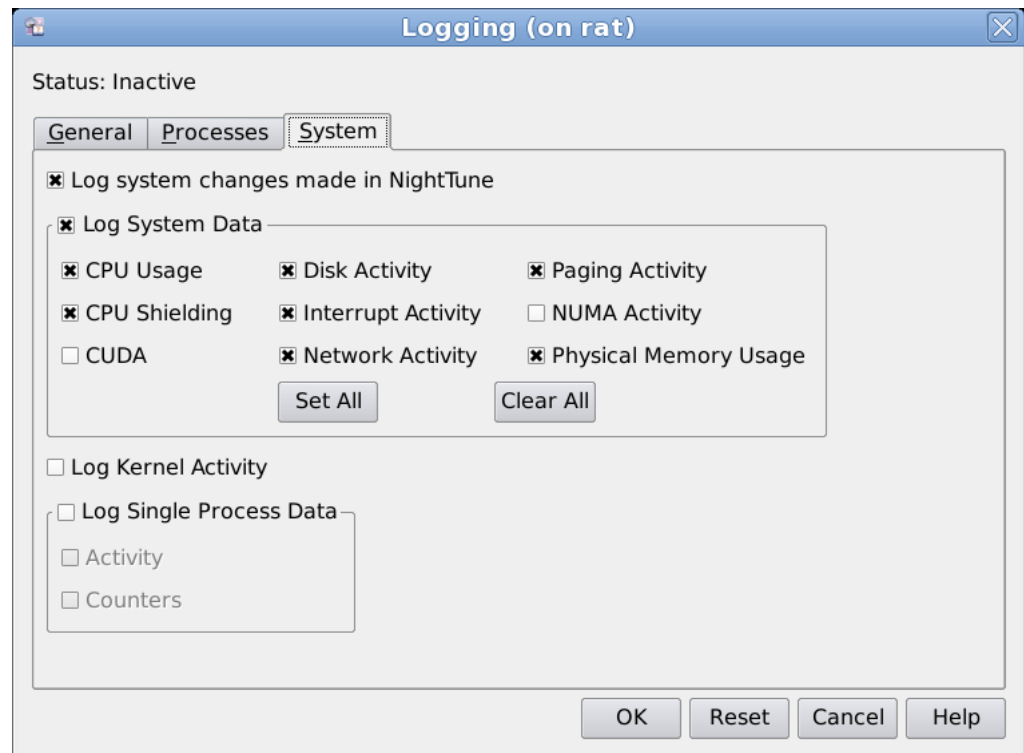 Logging (on rat)
Status: Inactive
General Processes System
Log system changes made in NightTune
Log System Data
CPU Usage Disk Activity Paging Activity
CPU Shielding Interrupt Activity NUMA Activity
CUDA Network Activity Physical Memory Usage
Set All Clear All
Log Kernel Activity
Log Single Process Data
Activity
Counters
OK Reset Cancel Help